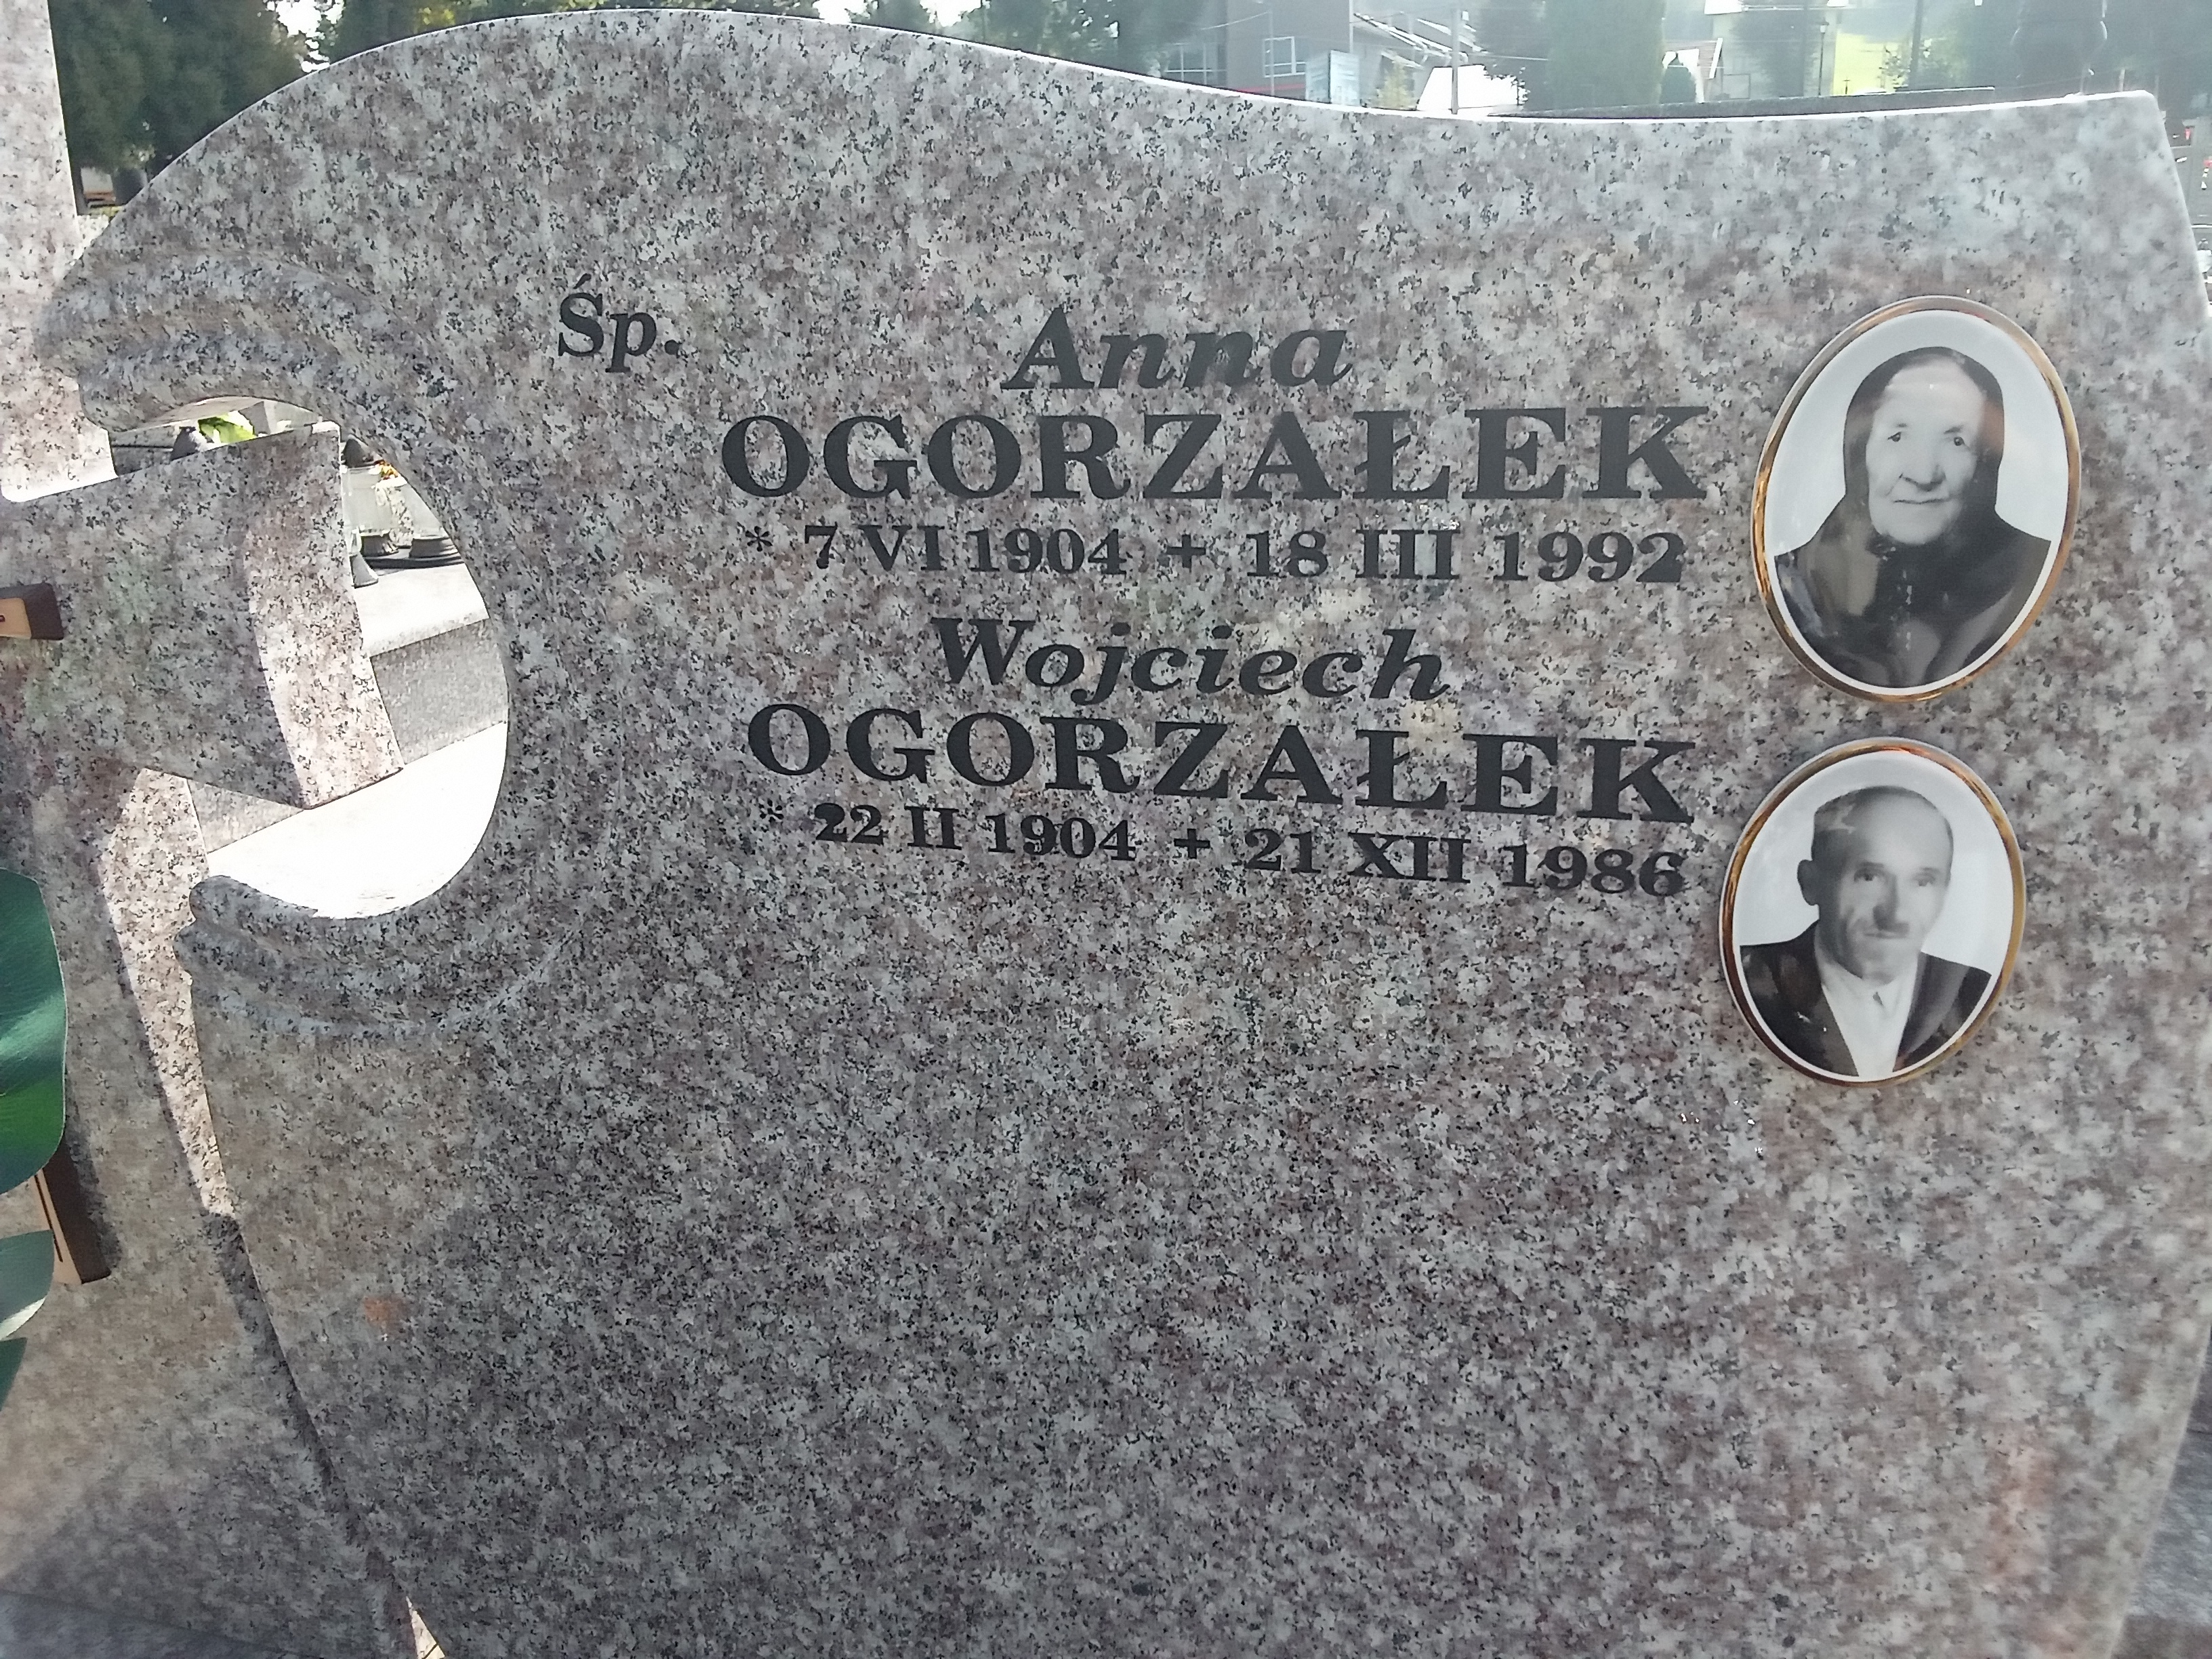 Śp. Anna
OGORZAŁEK
* 7 VI 1904 + 18 III 1992
Wojciech
OGORZAŁEK
* 22 II 1904 + 21 XII 1986